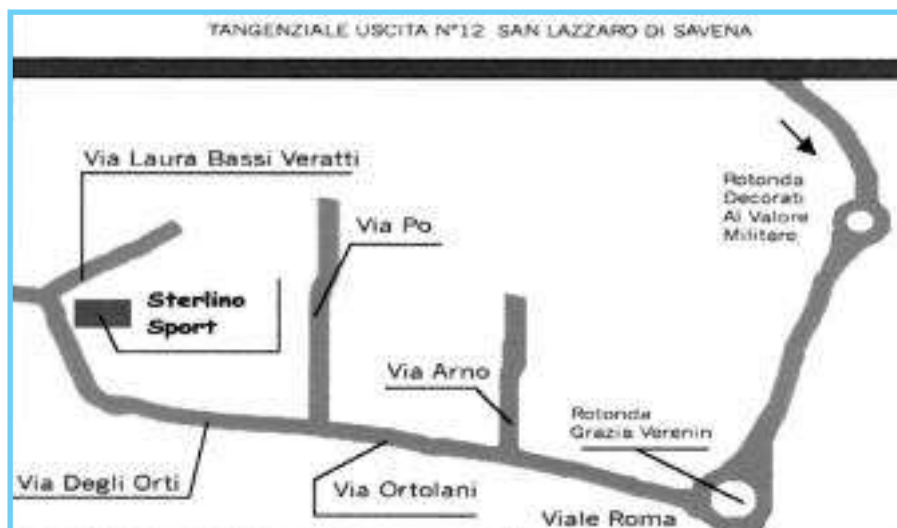 TANGENZIALE USCITA N°12 SAN LAZZARO DI SAVENA
Via Laura Bassi Veratti
Rotonda
Decorati
Al Valore
Militare
Via Po
Sterlino
Sport
Via Arno
Rotonda
Grazia Verenin
Via Degli Orti
Via Ortolani
Viale Roma